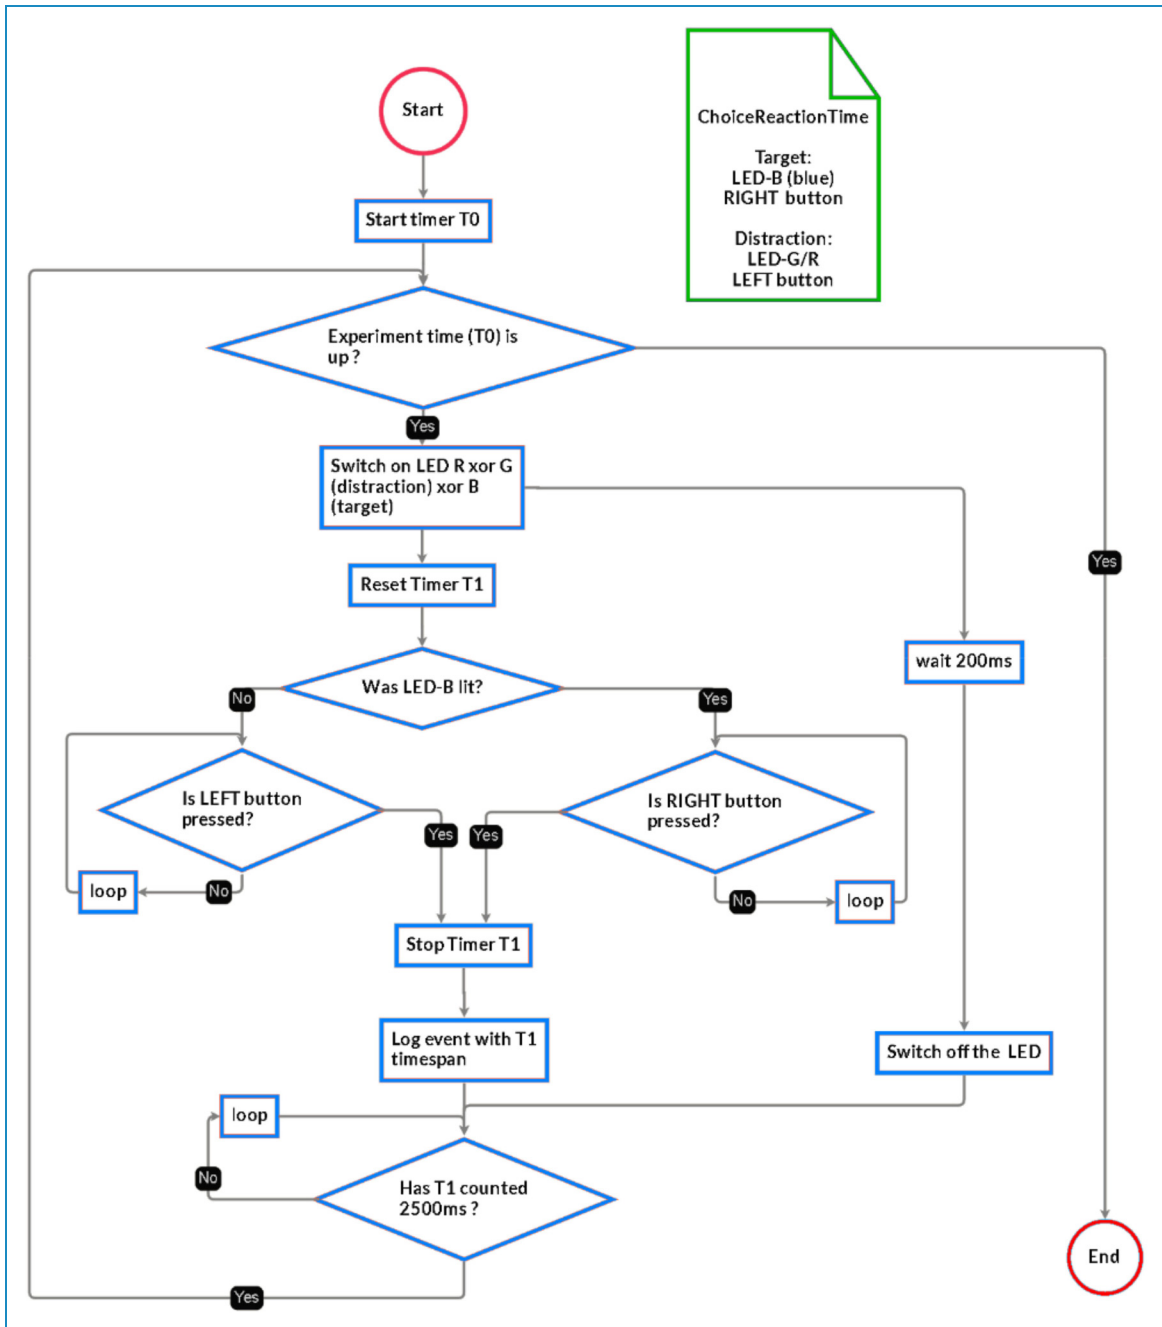 Start
ChoiceReactionTime
Target:
LED-B (blue)
RIGHT button
Distraction:
LED-G/R
LEFT button
Start timer T0
Experiment time (T0) is
up ?
Yes
Switch on LED R xor G
(distraction) xor B
(target)
Yes
Reset Timer T1
wait 200ms
Was LED-B lit?
No
Yes
Is LEFT button
pressed?
Is RIGHT button
pressed?
Yes
Yes
loop
No
No
loop
Stop Timer T1
Log event with T1
timespan
Switch off the LED
loop
No
Has T1 counted
2500ms ?
End
Yes